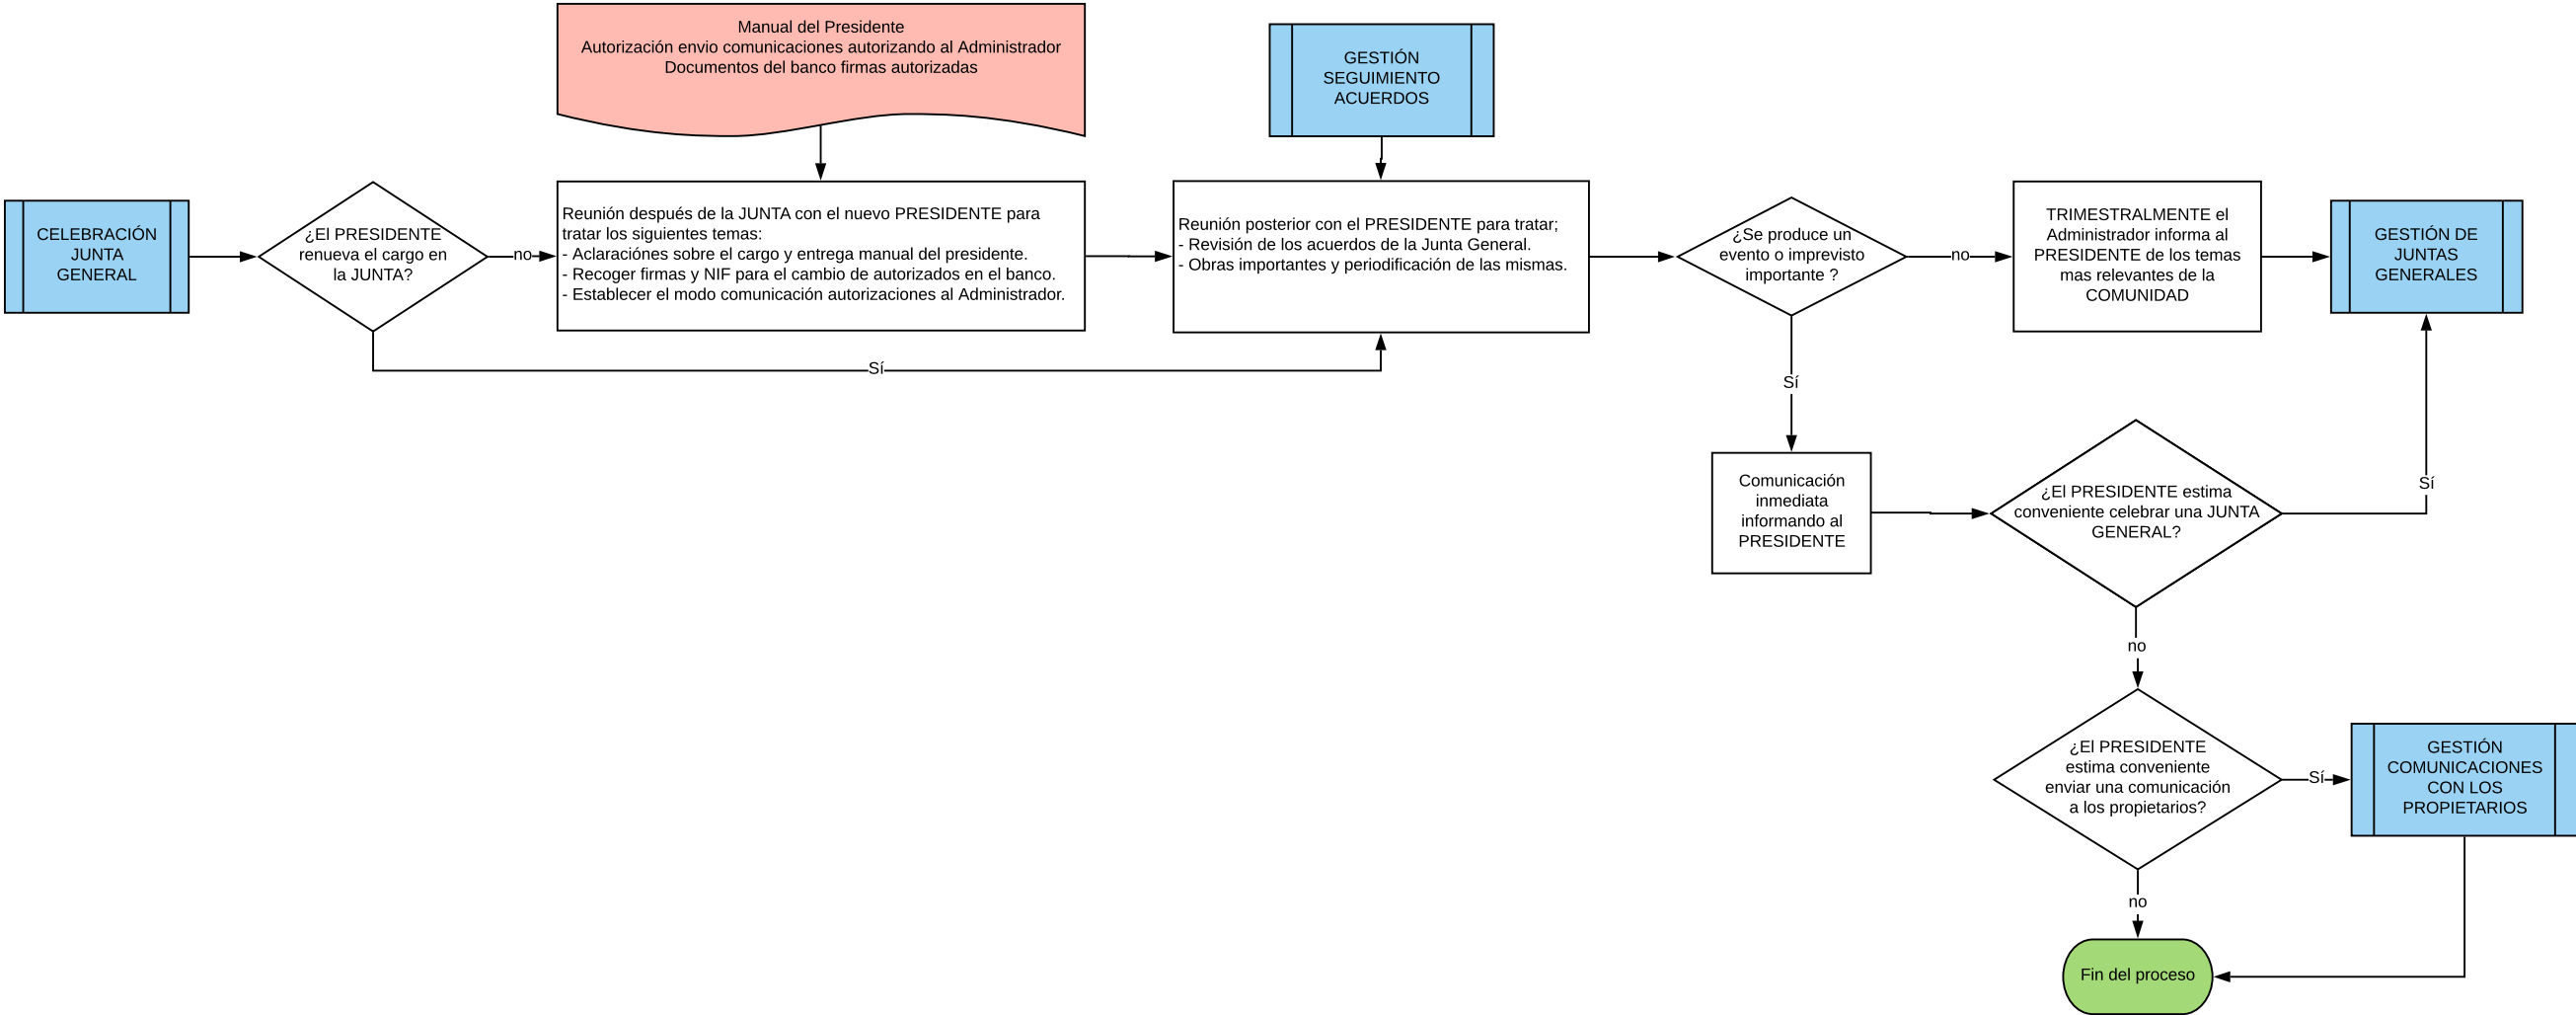 Manual del Presidente
Autorización envio comunicaciones autorizando al Administrador
Documentos del banco firmas autorizadas
GESTIÓN
SEGUIMIENTO
ACUERDOS
CELEBRACIÓN
JUNTA
GENERAL
¿El PRESIDENTE
renueva el cargo en
la JUNTA?
no
Reunión después de la JUNTA con el nuevo PRESIDENTE para
tratar los siguientes temas:
- Aclaraciónes sobre el cargo y entrega manual del presidente.
- Recoger firmas y NIF para el cambio de autorizados en el banco.
- Establecer el modo comunicación autorizaciones al Administrador.
Reunión posterior con el PRESIDENTE para tratar;
- Revisión de los acuerdos de la Junta General.
- Obras importantes y periodificación de las mismas.
¿Se produce un
evento o imprevisto
importante ?
no
TRIMESTRALMENTE el
Administrador informa al
PRESIDENTE de los temas
mas relevantes de la
COMUNIDAD
GESTIÓN DE
JUNTAS
GENERALES
Sí
Sí
Comunicación
inmediata
informando al
PRESIDENTE
¿El PRESIDENTE estima
conveniente celebrar una JUNTA
GENERAL?
Sí
no
¿El PRESIDENTE
estima conveniente
enviar una comunicación
a los propietarios?
Sí
GESTIÓN
COMUNICACIONES
CON LOS
PROPIETARIOS
no
Fin del proceso